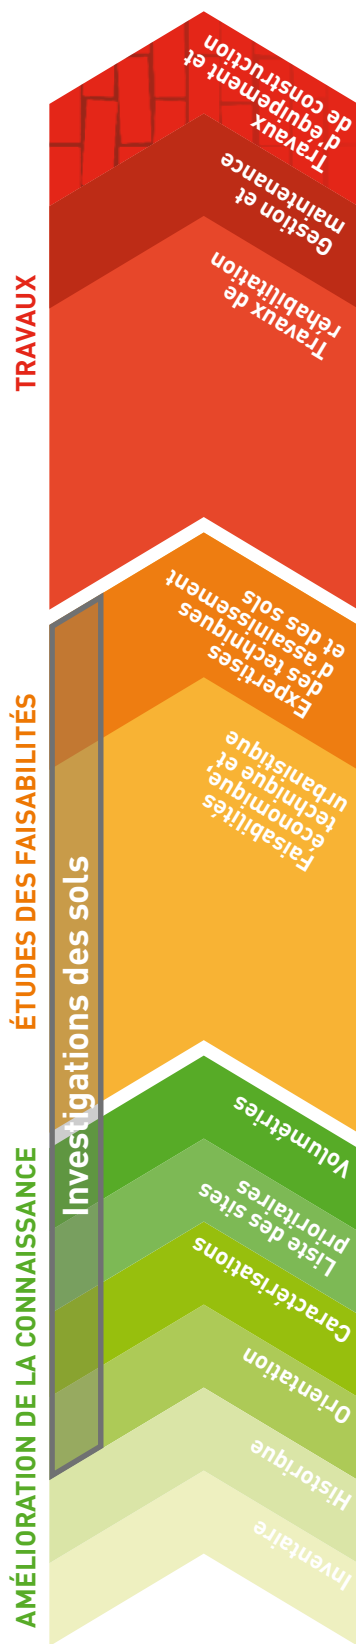 TRAVAUX
Travaux
d'équipement et
de construction
Gestion et
maintenance
Travaux de
réhabilitation
ÉTUDES DES FAISABILITÉS
Expertises
des techniques
d'assainissement
et des sols
Faisabilités
économique,
technique et
urbanistique
Investigations des sols
AMÉLIORATION DE LA CONNAISSANCE
Volumétries
Liste des sites
prioritaires
Caractérisations
Orientation
Historique
Inventaire